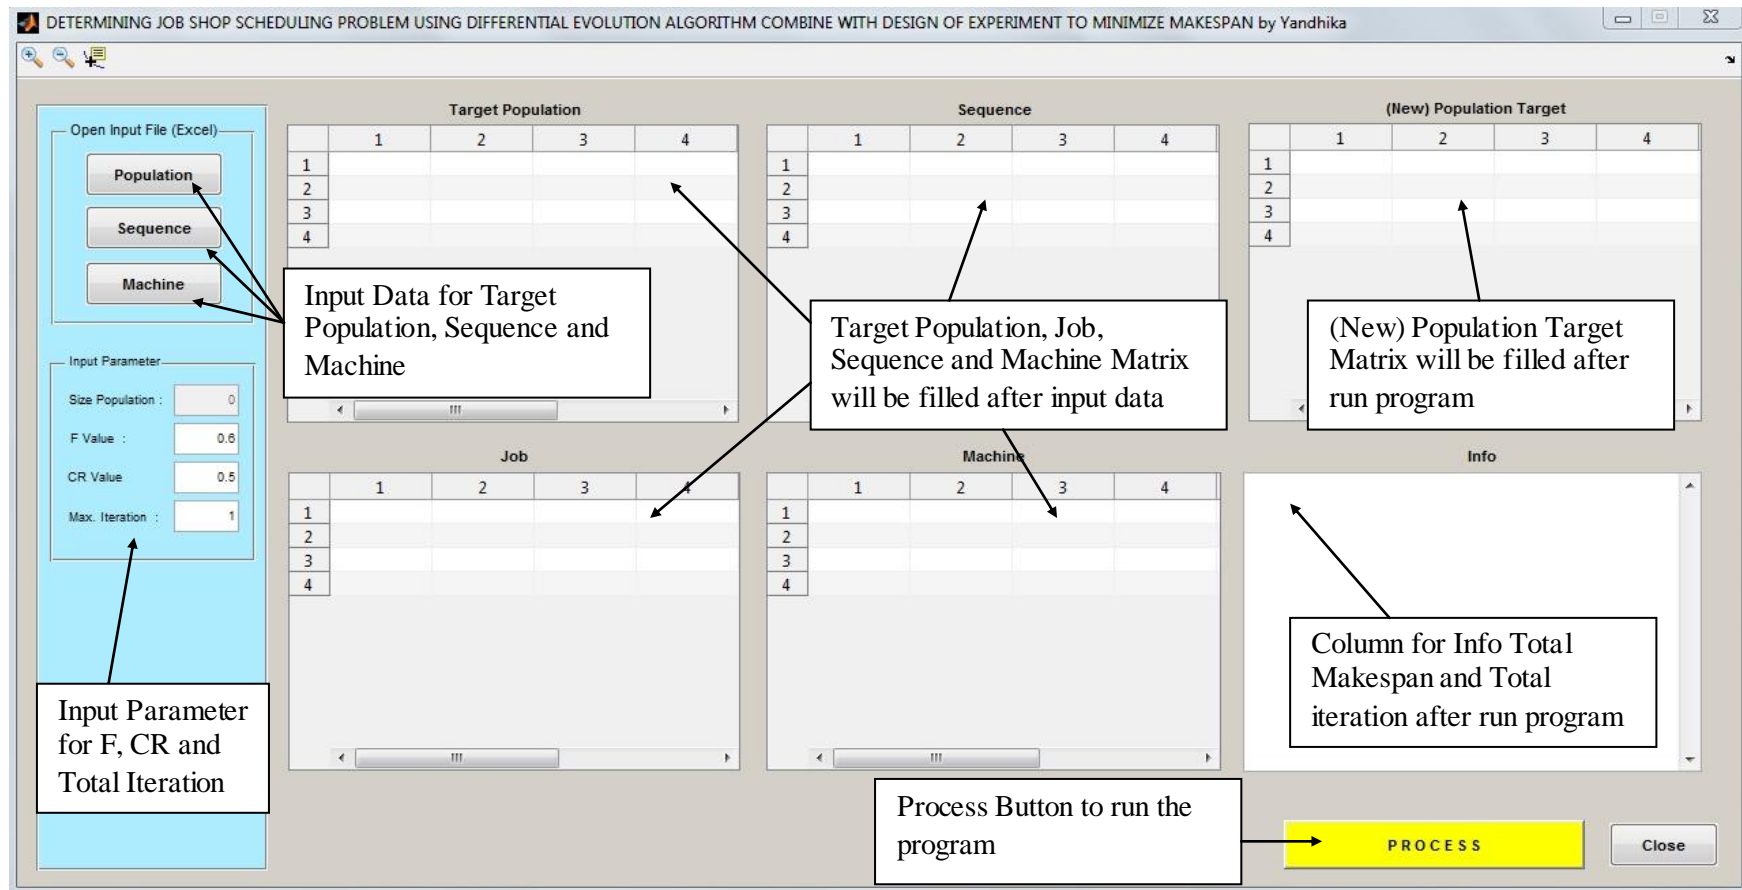 DETERMINING JOB SHOP SCHEDULING PROBLEM USING DIFFERENTIAL EVOLUTION ALGORITHM COMBINE WITH DESIGN OF EXPERIMENT TO MINIMIZE MAKESPAN by Yandhika
Open Input File (Excel)
Population
Sequence
Machine
Input Parameter
Size Population : 0
F Value : 0.6
CR Value 0.5
Max. Iteration : 1
Input Parameter
for F, CR and
Total Iteration
Target Population
1 2 3 4
1
2
3
4
Input Data for Target
Population, Sequence and
Machine
Sequence
1 2 3 4
1
2
3
4
Target Population, Job,
Sequence and Machine Matrix
will be filled after input data
(New) Population Target
1 2 3 4
1
2
3
4
(New) Population Target
Matrix will be filled after
run program
Job
1 2 3 4
1
2
3
4
Machine
1 2 3 4
1
2
3
4
Info
Column for Info Total
Makespan and Total
iteration after run program
Process Button to run the
program
PROCESS
Close